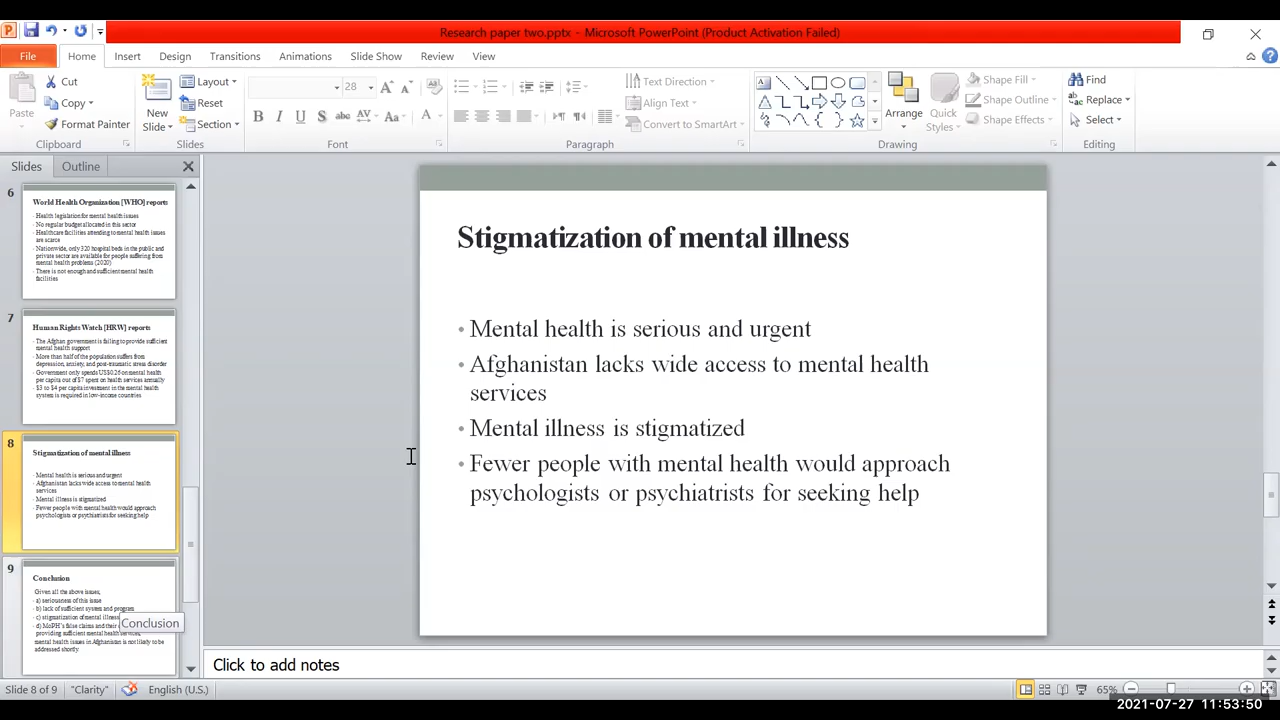 Research paper two.pptx - Microsoft PowerPoint (Product Activation Failed)
File Home Insert Design Transitions Animations Slide Show Review View
Paste
Cut
Copy
Format Painter
Clipboard
New
Slide
Layout
Reset
Section
Slides
28
B I U S abc AV Aa A
Font
Text Direction
Align Text
Convert to SmartArt
Paragraph
Arrange
Quick
Styles
Shape Fill
Shape Outline
Shape Effects
Drawing
Find
Replace
Select
Editing
Slides Outline
6
World Health Organization [WHO] reports
Health legislation for mental health issues
No regular budget allocated in this sector
Healthcare facilities attending to mental health issues
are scarce
Nationwide, only 320 hospital beds in the public and
private sector are available for people suffering from
mental health problems (2020)
There is not enough and sufficient mental health
facilities
7
Human Rights Watch [HRW] reports
The Afghan government is failing to provide sufficient
mental health support
More than half of the population suffers from
depression, anxiety, and post-traumatic stress disorder
Government only spends US$0.26 on mental health
per capita out of $7 spent on health services annually
$3 to $4 per capita investment in the mental health
system is required in low-income countries
8
Stigmatization of mental illness
Mental health is serious and urgent
Afghanistan lacks wide access to mental health
services
Mental illness is stigmatized
Fewer people with mental health would approach
psychologists or psychiatrists for seeking help
9
Conclusion
Given all the above issues,
a) seriousness of this issue
b) lack of sufficient system and program
c) stigmatization of mental illness
d) MoPH's false claims and their
providing sufficient mental health services,
mental health issues in Afghanistan is not likely to be
addressed shortly.
Conclusion
Stigmatization of mental illness
• Mental health is serious and urgent
• Afghanistan lacks wide access to mental health
services
• Mental illness is stigmatized
• Fewer people with mental health would approach
psychologists or psychiatrists for seeking help
Click to add notes
Slide 8 of 9 "Clarity" English (U.S.) 65%
2021-07-27 11:53:50